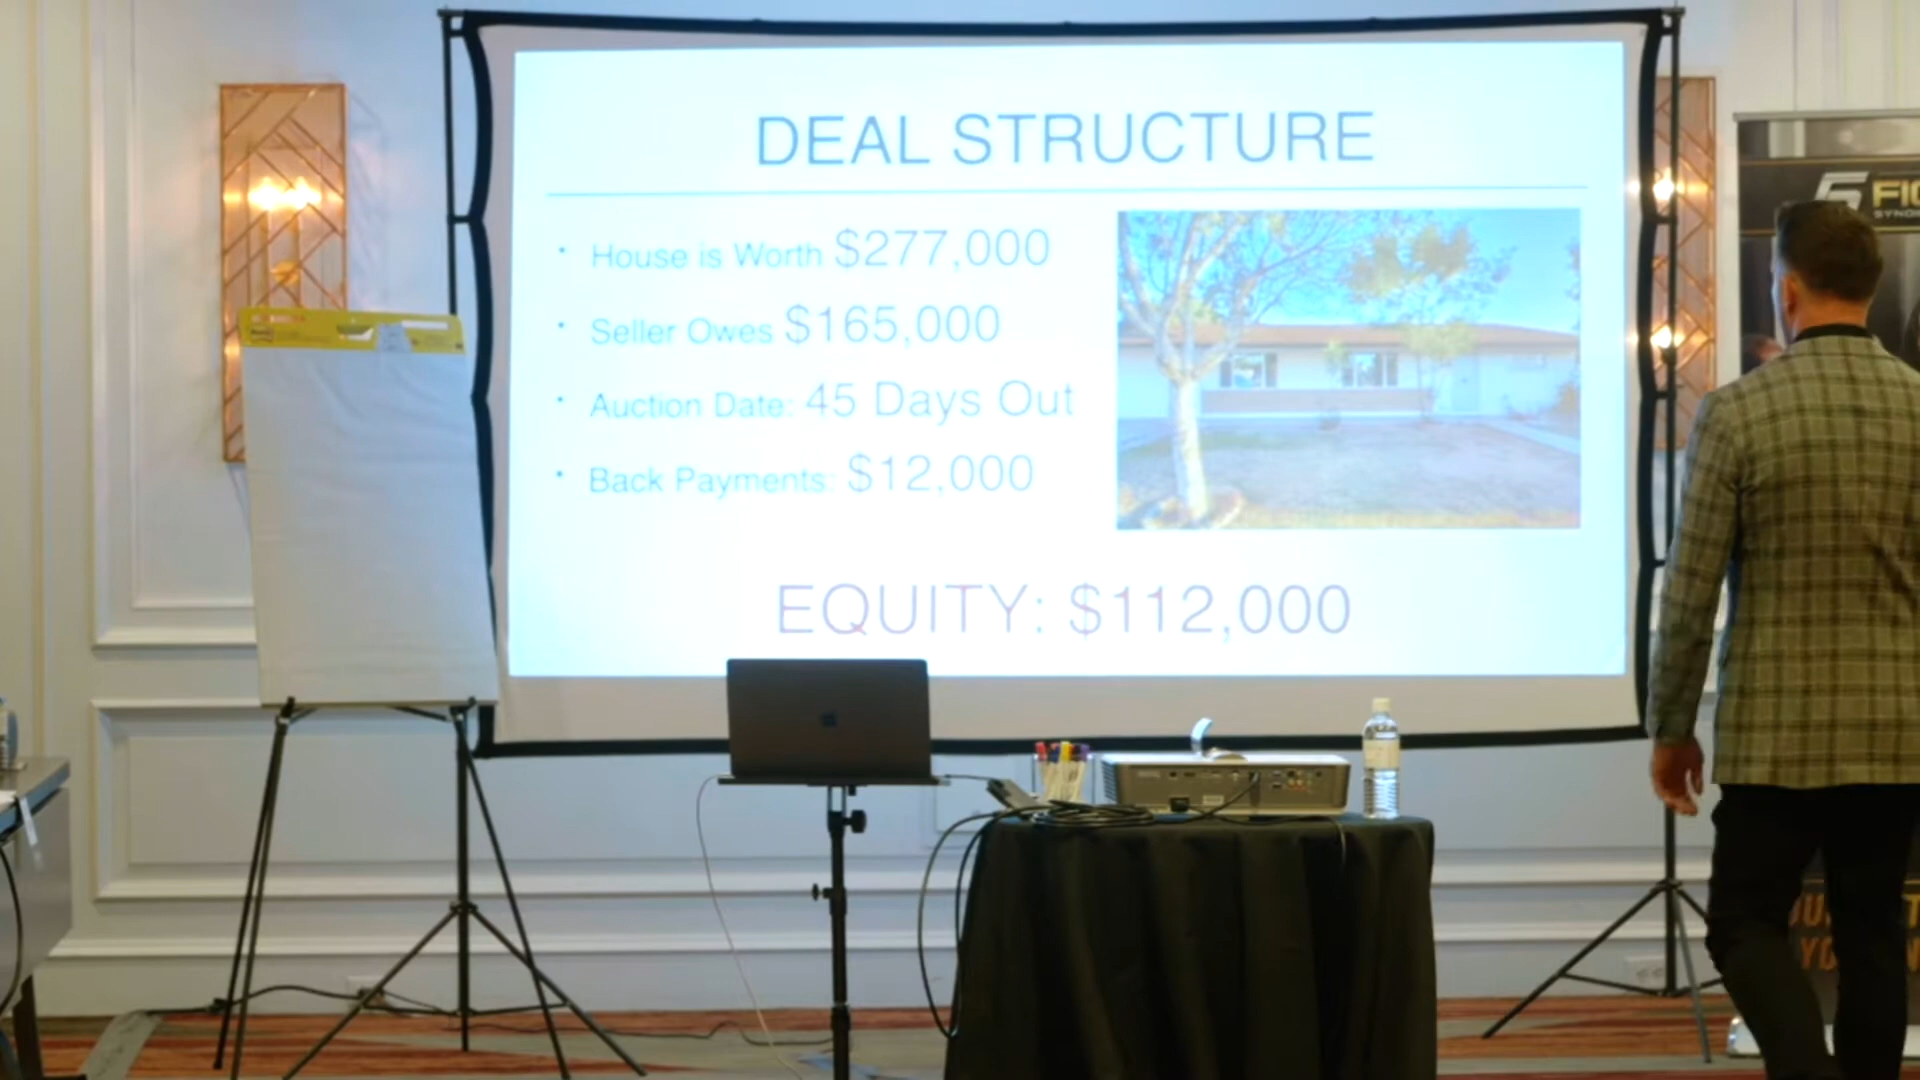 DEAL STRUCTURE
• House is Worth $277,000
• Seller Owes $165,000
• Auction Date: 45 Days Out
• Back Payments: $12,000
EQUITY: $112,000